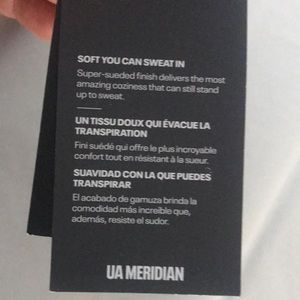 SOFT YOU CAN SWEAT IN
Super-sueded finish delivers the most
amazing coziness that can still stand
up to sweat.
UN TISSU DOUX QUI ÉVACUE LA
TRANSPIRATION
Fini suédé qui offre le plus incroyable
confort tout en résistant à la sueur.
SUAVIDAD CON LA QUE PUEDES
TRANSPIRAR
El acabado de gamuza brinda la
comodidad más increíble que,
además, resiste el sudor.
UA MERIDIAN